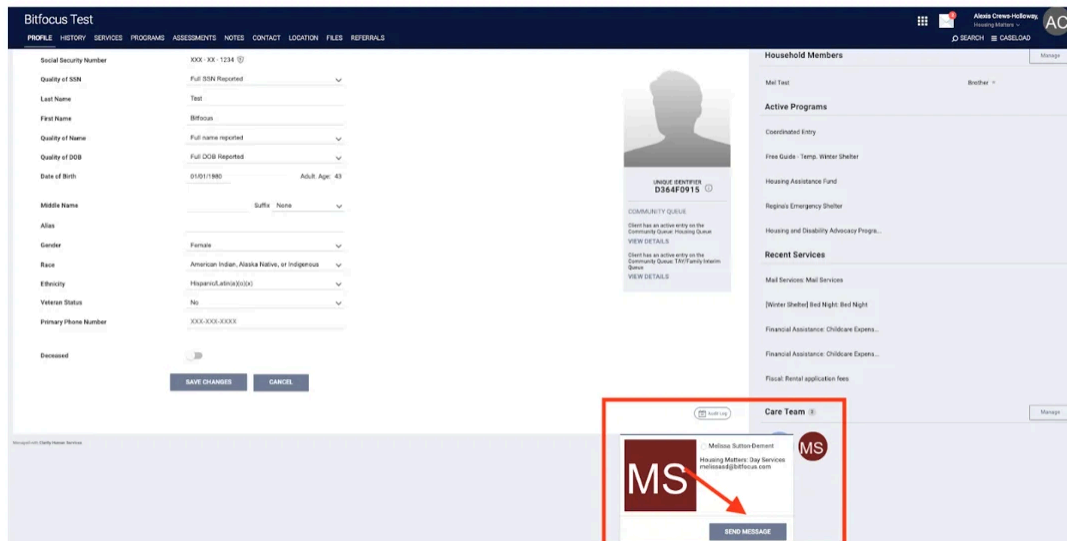 Bitfocus Test
Alexis Crews-Holloway,
Housing Matters
AC
PROFILE HISTORY SERVICES PROGRAMS ASSESSMENTS NOTES CONTACT LOCATION FILES REFERRALS
SEARCH CASELOAD
Social Security Number XXX - XX - 1234
Quality of SSN Full SSN Reported
Last Name Test
First Name Bitfocus
Quality of Name Full name reported
Quality of DOB Full DOB Reported
Date of Birth 01/01/1980 Adult. Age: 43
Middle Name Suffix None
Alias
Gender Female
Race American Indian, Alaska Native, or Indigenous
Ethnicity Hispanic/Latin(a)(o)(x)
Veteran Status No
Primary Phone Number XXX-XXX-XXXX
Deceased
SAVE CHANGES CANCEL
UNIQUE IDENTIFIER
D364F0915
COMMUNITY QUEUE
Client has an active entry on the
Community Queue: Housing Queue
VIEW DETAILS
Client has an active entry on the
Community Queue: TAY/Family Interim
Queue
VIEW DETAILS
Household Members Manage
Mel Test Brother
Active Programs
Coordinated Entry
Free Guide - Temp. Winter Shelter
Housing Assistance Fund
Regina's Emergency Shelter
Housing and Disability Advocacy Progra...
Recent Services
Mail Services: Mail Services
[Winter Shelter] Bed Night: Bed Night
Financial Assistance: Childcare Expens...
Financial Assistance: Childcare Expens...
Fiscal: Rental application fees
Audit Log
Care Team Manage
MS
Managed with Clarity Human Services
MS
Melissa Sutton-Dement
Housing Matters: Day Services
melissasd@bitfocus.com
SEND MESSAGE